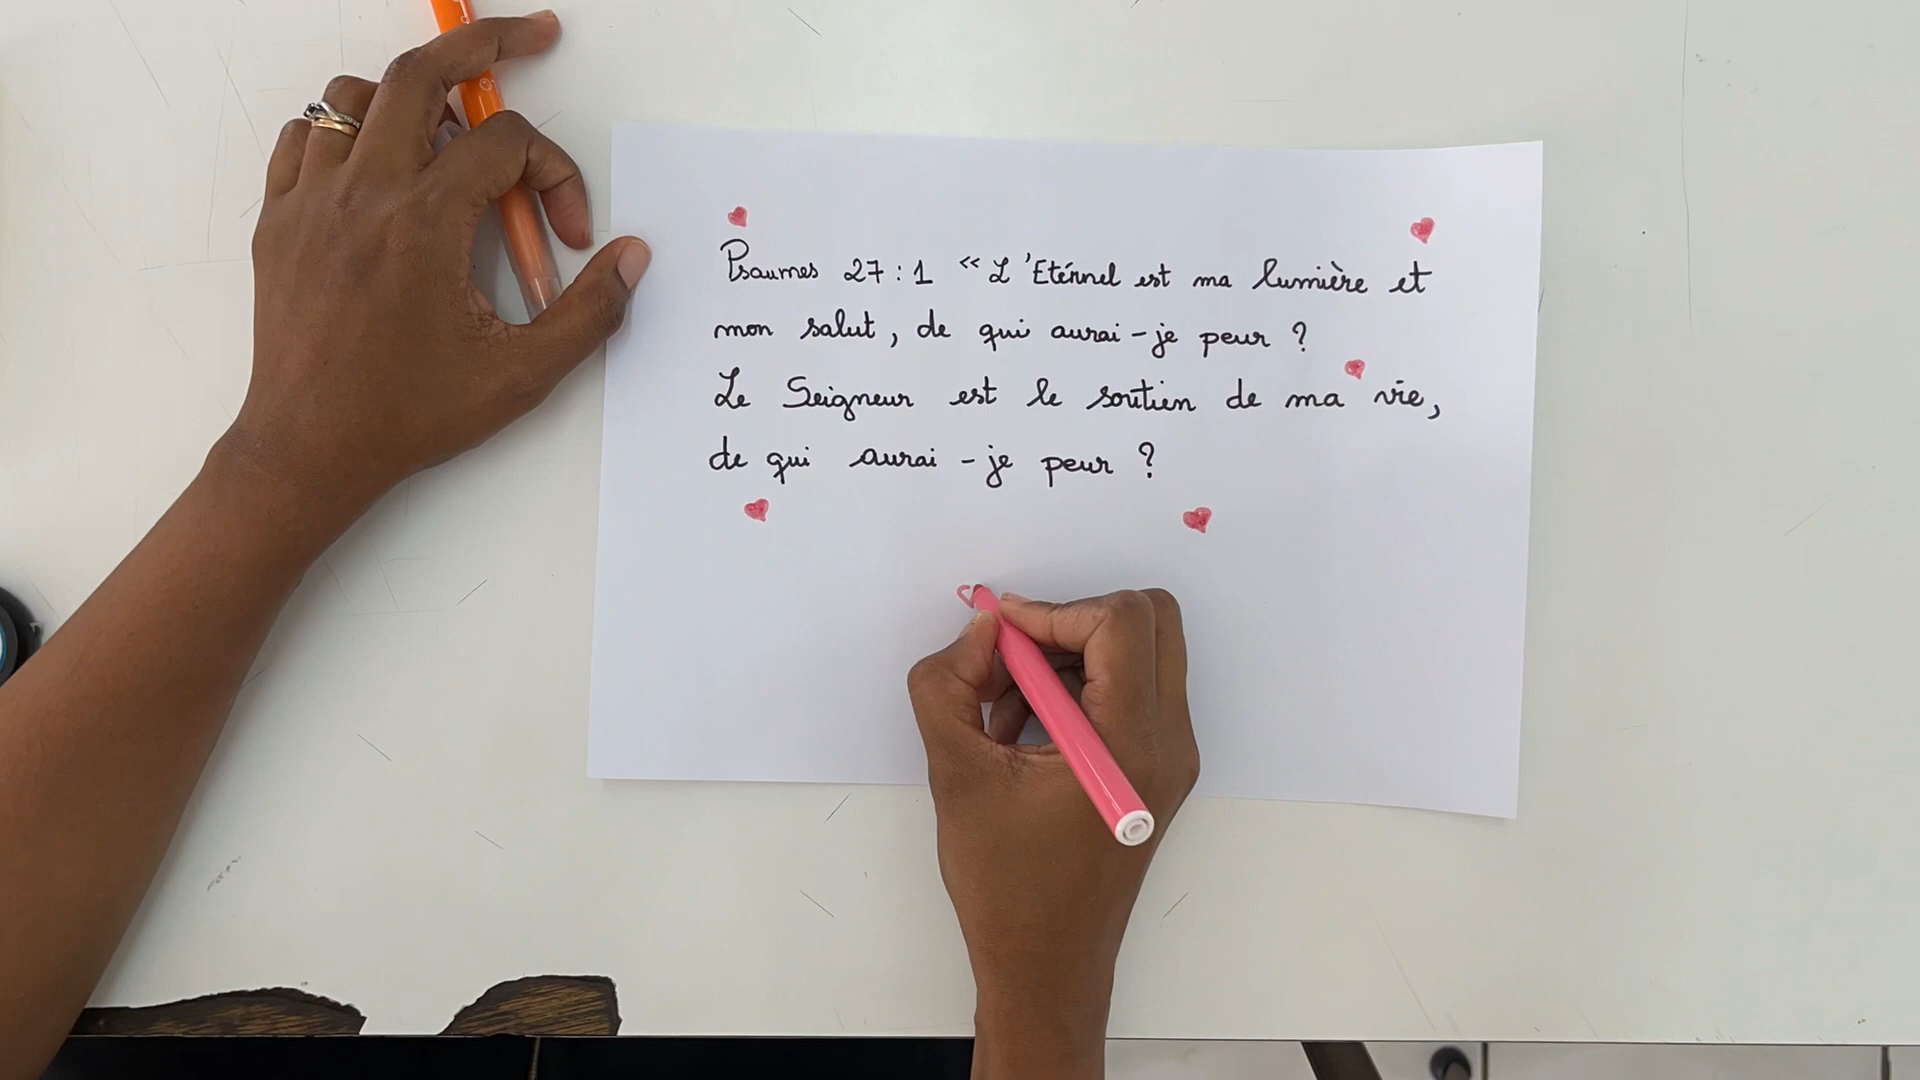 Psaumes 27 : 1 « L'Etérnel est ma lumière et
mon salut, de qui aurai-je peur ?
Le Seigneur est le soutien de ma vie,
de qui aurai-je peur ?